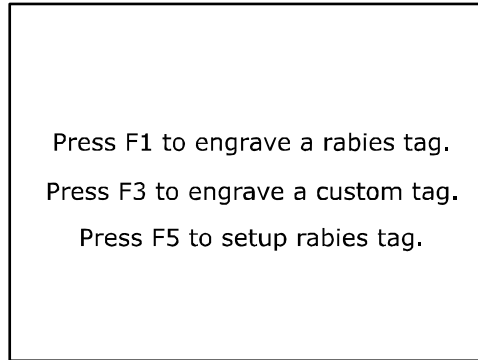 Press F1 to engrave a rabies tag.
Press F3 to engrave a custom tag.
Press F5 to setup rabies tag.